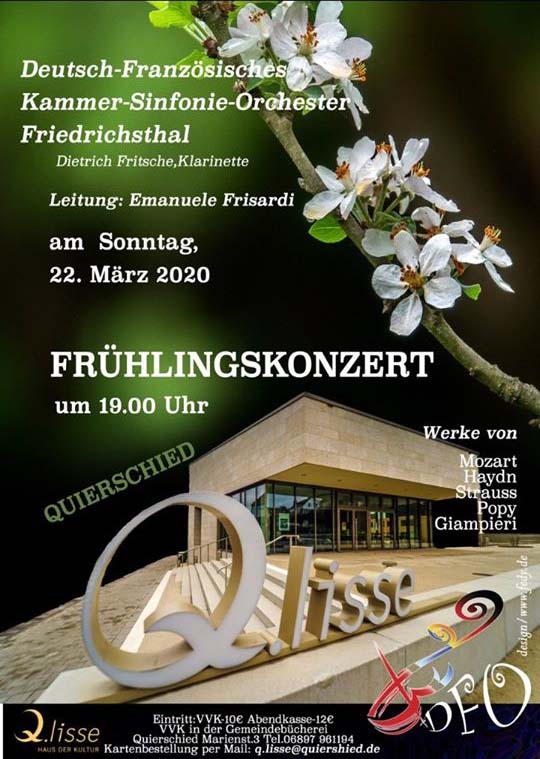 Deutsch-Französisches
Kammer-Sinfonie-Orchester
Friedrichsthal
Dietrich Fritsche,Klarinette
Leitung: Emanuele Frisardi
am Sonntag,
22. März 2020
FRÜHLINGSKONZERT
um 19.00 Uhr
QUIERSCHIED
Werke von
Mozart
Haydn
Strauss
Popy
Giampieri
Q.lisse
design/www.fedy.de
DFO
Q.lisse
HAUS DER KULTUR
Eintritt:VVK-10€ Abendkasse-12€
VVK in der Gemeindebücherei
Quierschied Marienst.3 Tel.06897 961194
Kartenbestellung per Mail: q.lisse@quiershied.de